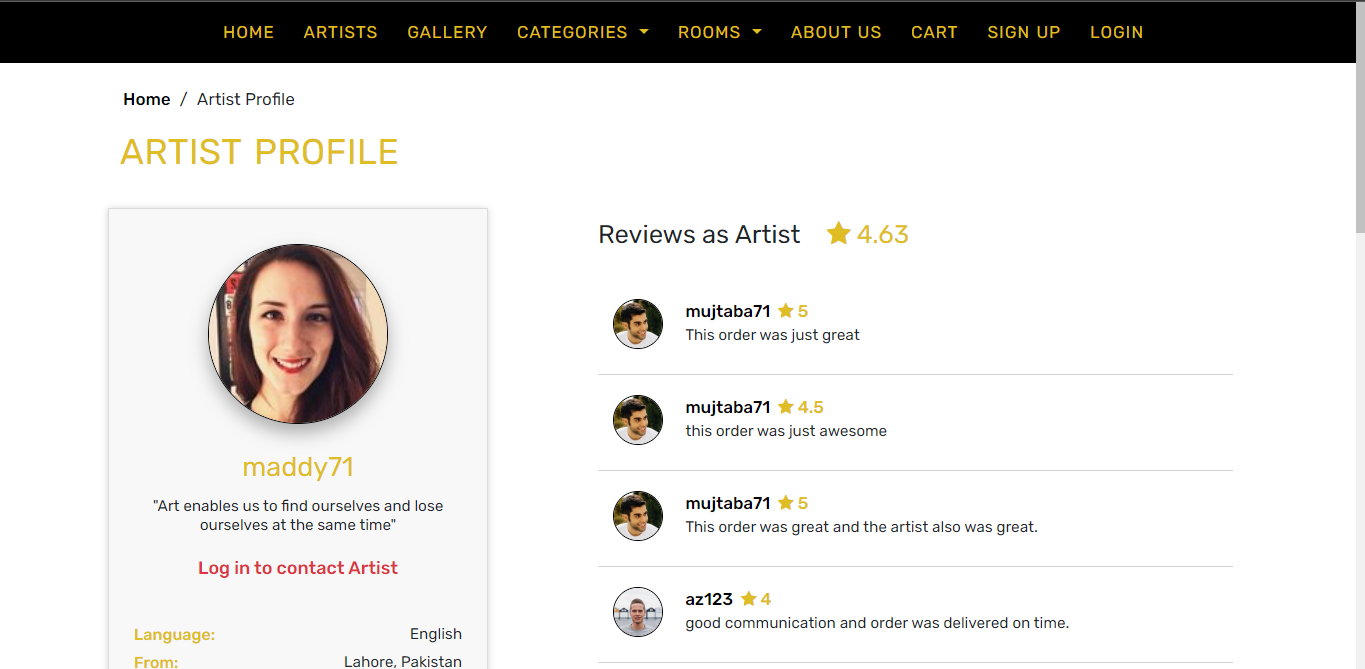 HOME ARTISTS GALLERY CATEGORIES ROOMS ABOUT US CART SIGN UP LOGIN
Home / Artist Profile
ARTIST PROFILE
maddy71
"Art enables us to find ourselves and lose
ourselves at the same time"
Log in to contact Artist
Language: English
From: Lahore, Pakistan
Reviews as Artist 4.63
mujtaba71 5
This order was just great
mujtaba71 4.5
this order was just awesome
mujtaba71 5
This order was great and the artist also was great.
az123 4
good communication and order was delivered on time.